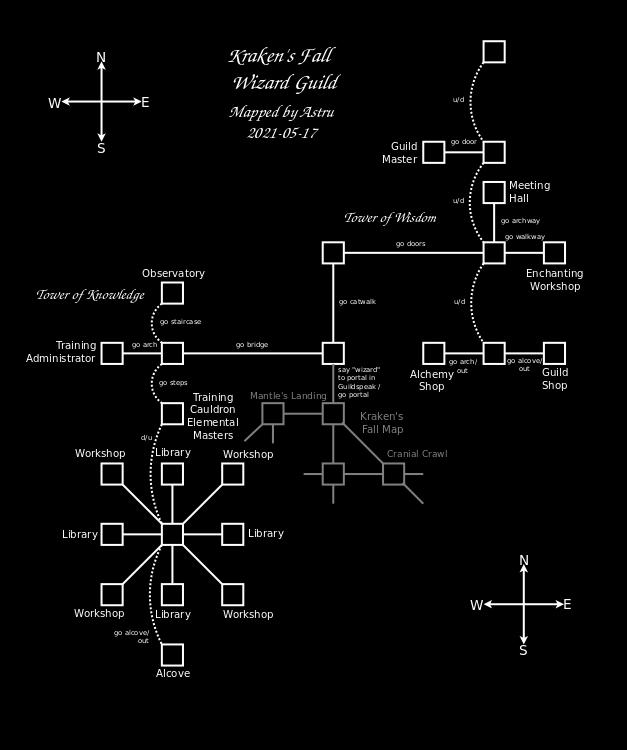 Kraken's Fall
Wizard Guild
Mapped by Astru
2021-05-17
N
W
E
S
u/d
Guild
Master
go door
Meeting
Hall
u/d
go archway
Tower of Wisdom
go walkway
go doors
Enchanting
Workshop
Observatory
Tower of Knowledge
go catwalk
u/d
go staircase
Training
Administrator
go arch
go bridge
Alchemy
Shop
go arch/
out
go alcove/
out
Guild
Shop
say "wizard"
to portal in
Guildspeak /
go portal
go steps
Training
Cauldron
Elemental
Masters
Mantle's Landing
Kraken's
Fall Map
d/u
Cranial Crawl
Workshop
Library
Workshop
Library
Library
Workshop
Library
Workshop
go alcove/
out
Alcove
N
W
E
S